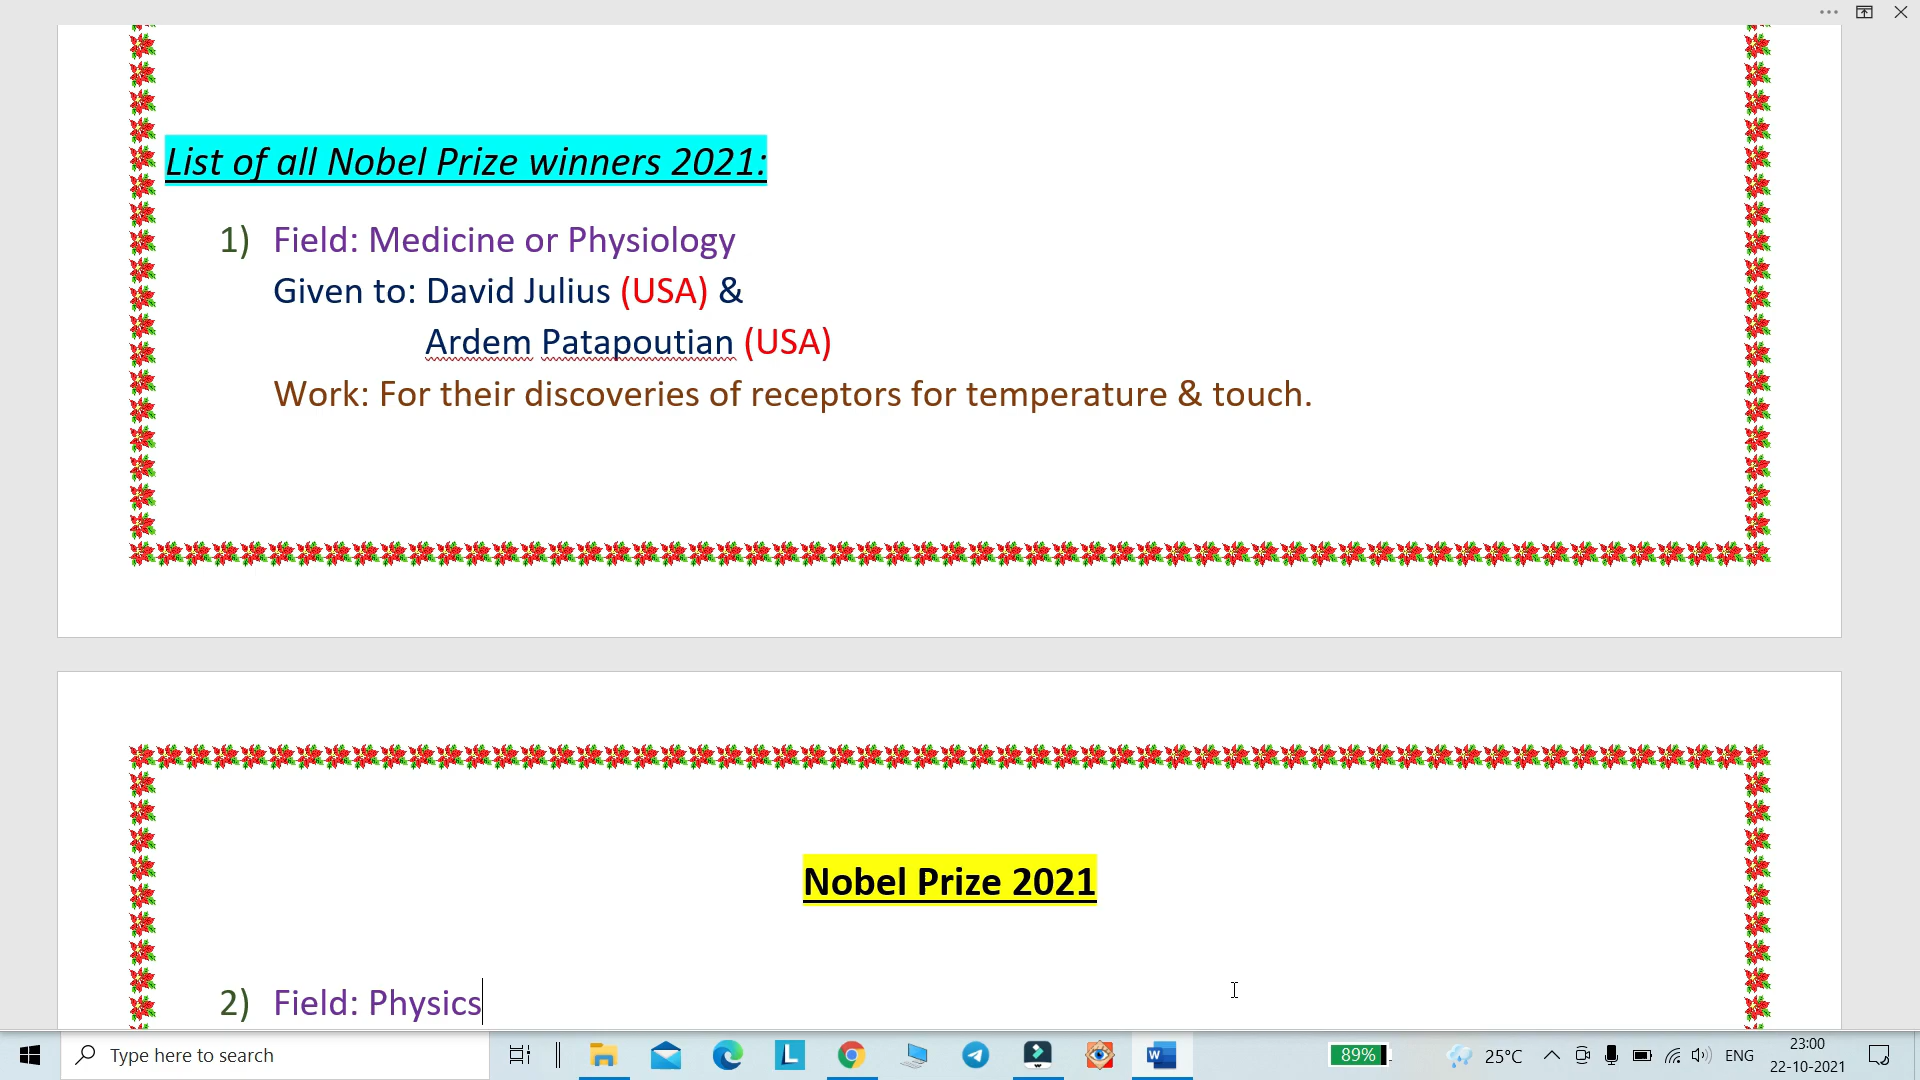 List of all Nobel Prize winners 2021:
1) Field: Medicine or Physiology
Given to: David Julius (USA) &
Ardem Patapoutian (USA)
Work: For their discoveries of receptors for temperature & touch.
Nobel Prize 2021
2) Field: Physics
Type here to search
89%
25°C
ENG
23:00
22-10-2021